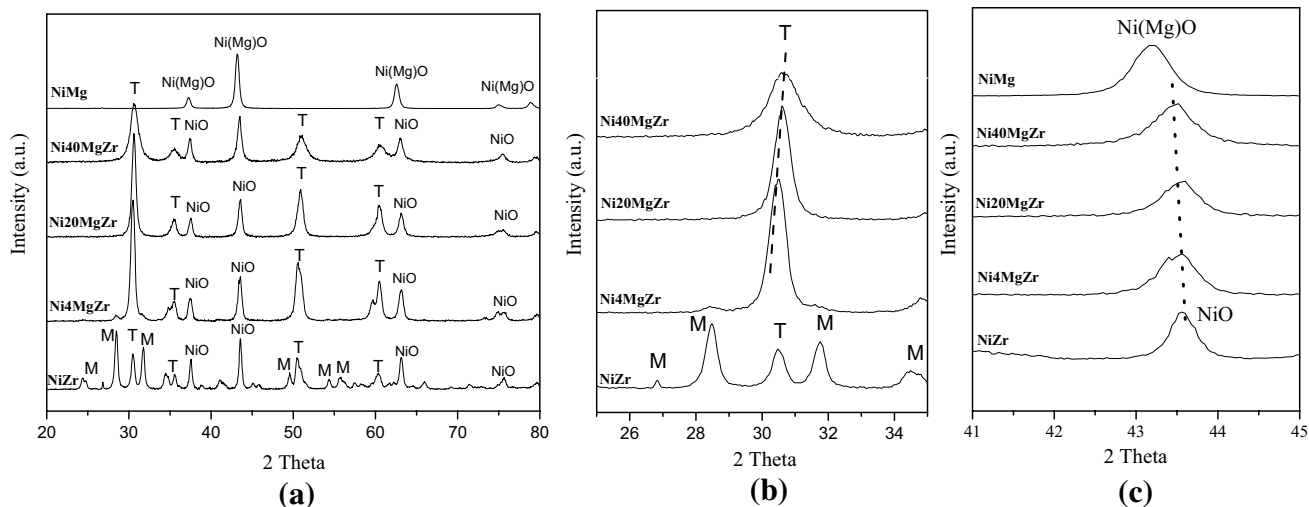 Intensity (a.u.)
NiMg
Ni(Mg)O
Ni(Mg)O
Ni(Mg)O
Ni(Mg)O
Ni40MgZr
T
T
NiO
T
T
NiO
NiO
Ni20MgZr
T
NiO
NiO
T
T
NiO
NiO
Ni4MgZr
T
NiO
NiO
T
T
NiO
NiO
NiZr
M
M
T
M
T
NiO
NiO
M
T
M
M
T
NiO
NiO
20 30 40 50 60 70 80
2 Theta
(a)
Intensity (a.u.)
T
Ni40MgZr
Ni20MgZr
Ni4MgZr
NiZr
M
M
T
M
M
26 28 30 32 34
2 Theta
(b)
Intensity (a.u.)
Ni(Mg)O
NiMg
Ni40MgZr
Ni20MgZr
Ni4MgZr
NiZr
NiO
41 42 43 44 45
2 Theta
(c)